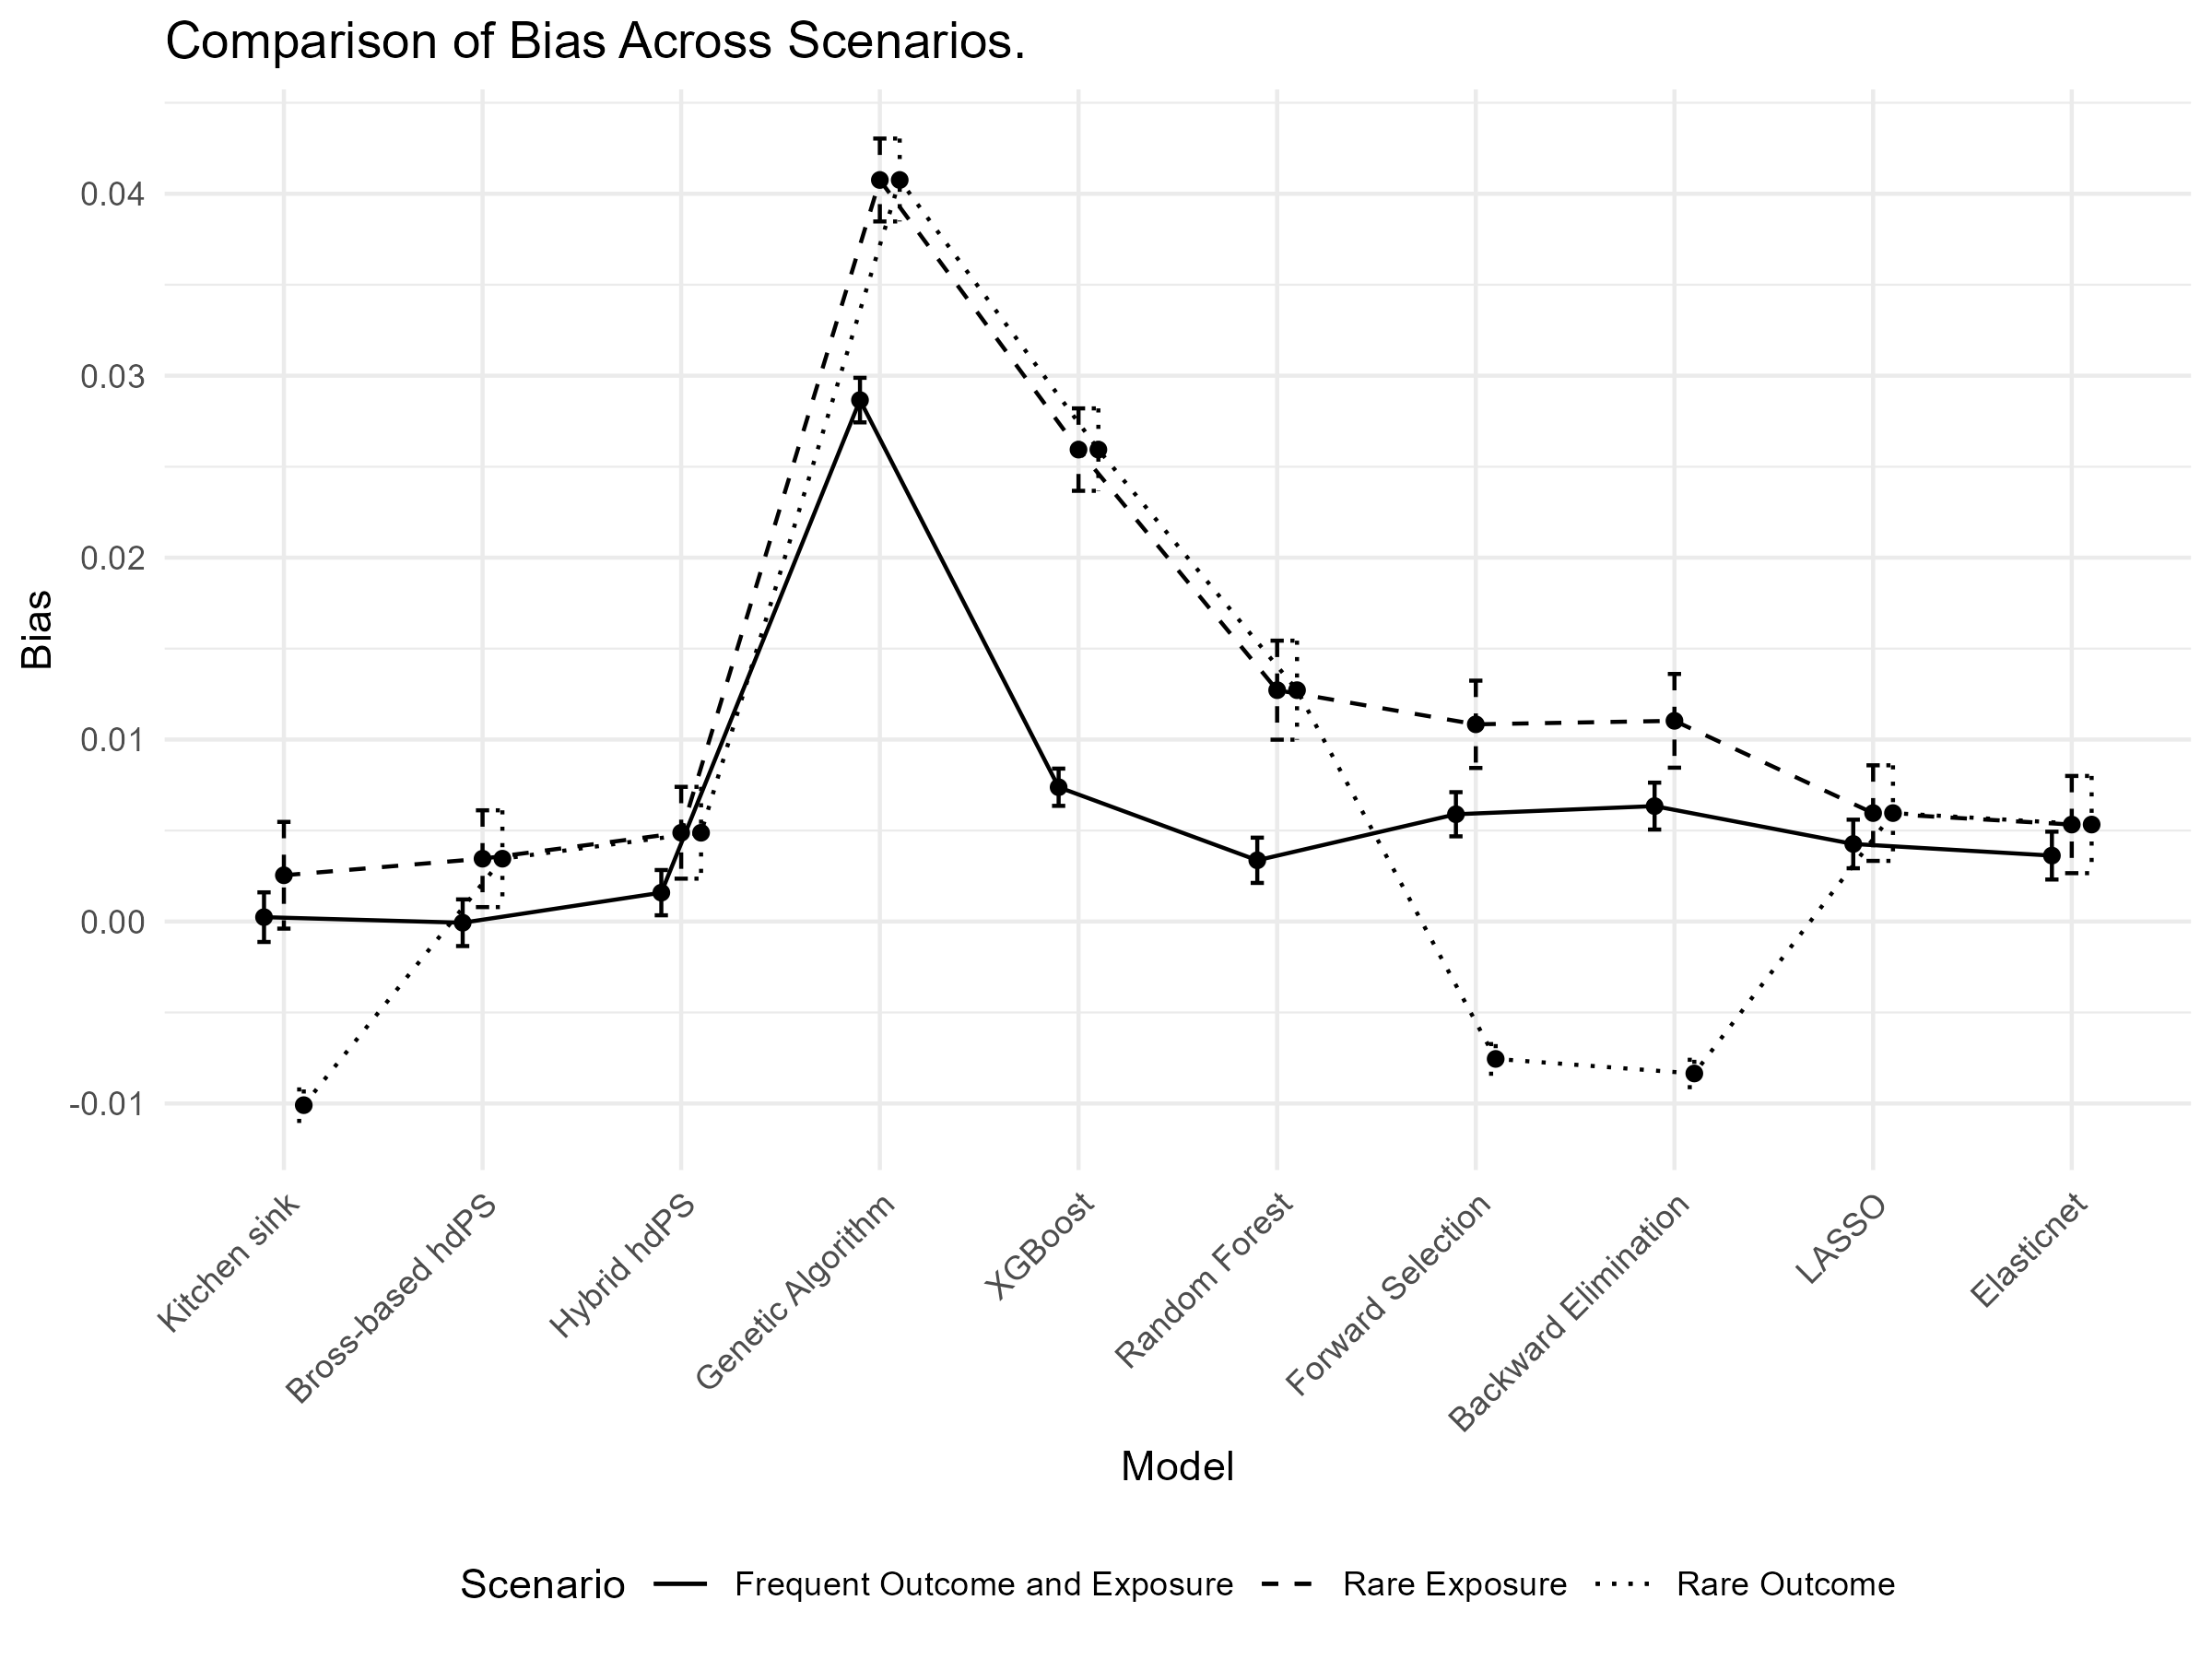 Comparison of Bias Across Scenarios.
Bias
0.04
0.03
0.02
0.01
0.00
-0.01
Kitchen sink
Bross-based hdPS
Hybrid hdPS
Genetic Algorithm
XGBoost
Random Forest
Forward Selection
Backward Elimination
LASSO
Elasticnet
Model
Scenario Frequent Outcome and Exposure Rare Exposure Rare Outcome